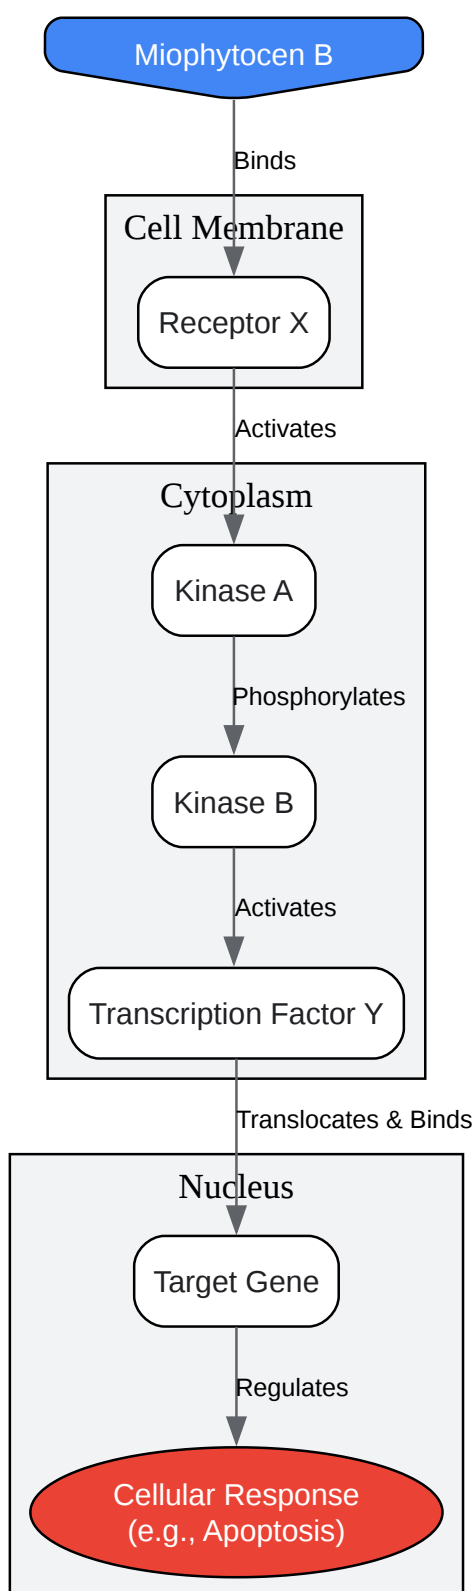 Miophytocen B
Binds
Cell Membrane
Receptor X
Activates
Cytoplasm
Kinase A
Phosphorylates
Kinase B
Activates
Transcription Factor Y
Translocates & Binds
Nucleus
Target Gene
Regulates
Cellular Response
(e.g., Apoptosis)